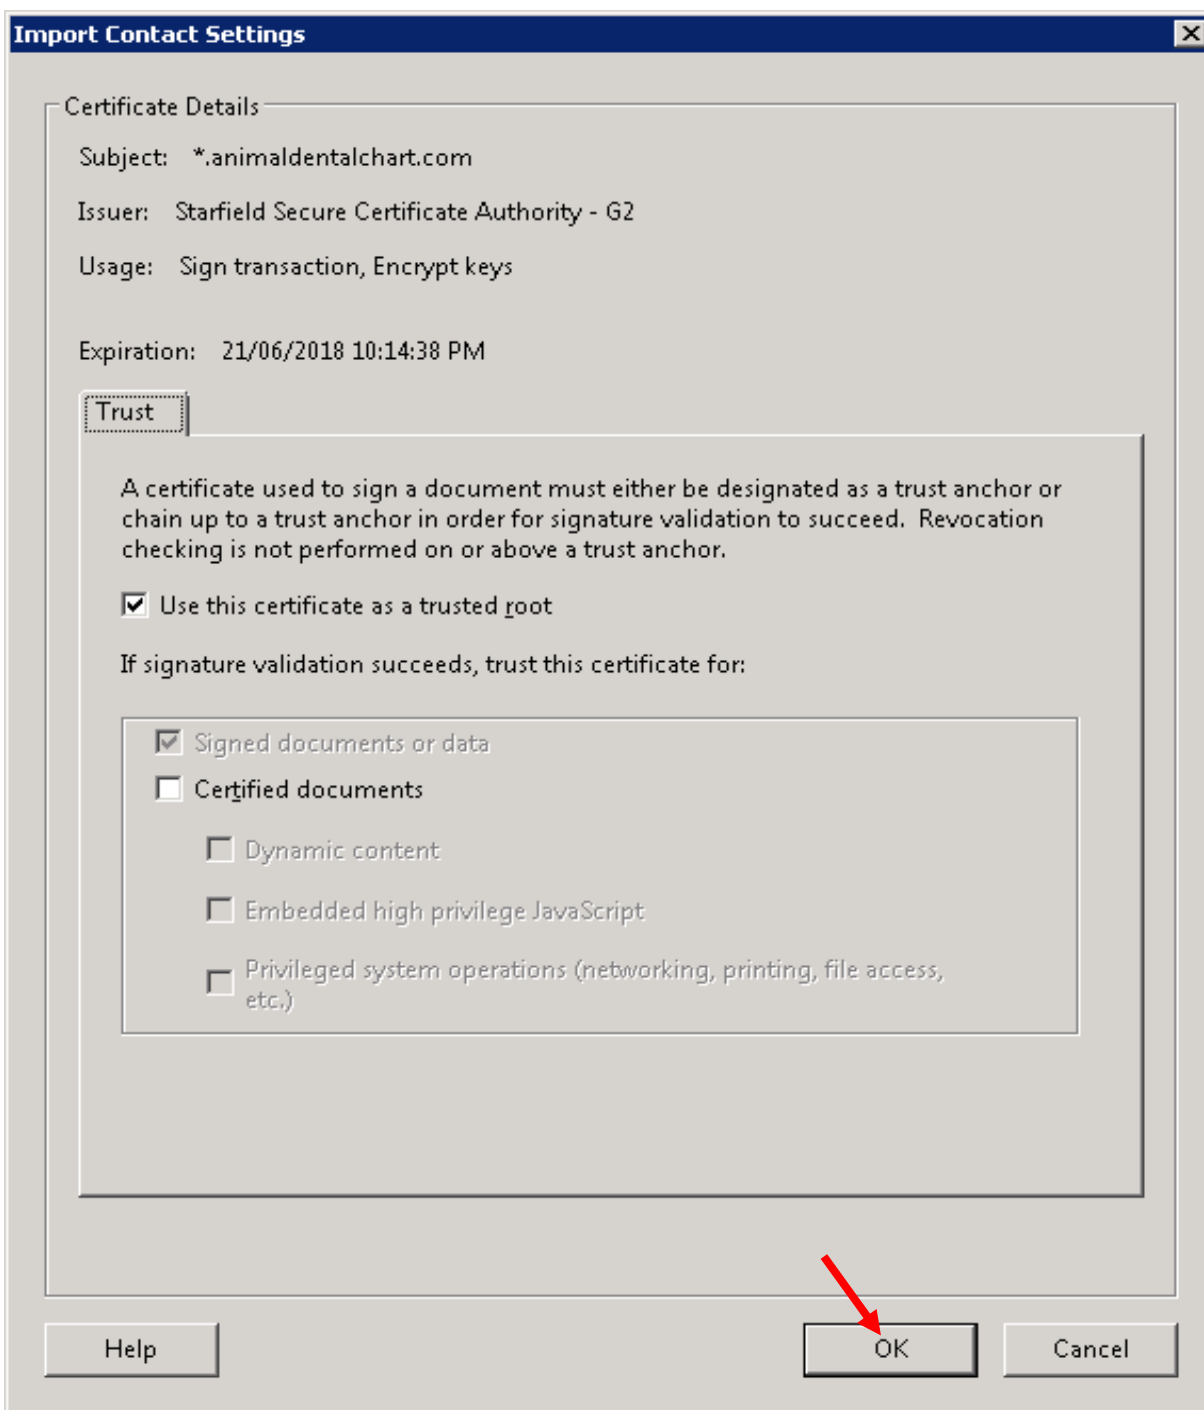 Import Contact Settings
Certificate Details
Subject: *.animaldentalchart.com
Issuer: Starfield Secure Certificate Authority - G2
Usage: Sign transaction, Encrypt keys
Expiration: 21/06/2018 10:14:38 PM
Trust
A certificate used to sign a document must either be designated as a trust anchor or
chain up to a trust anchor in order for signature validation to succeed. Revocation
checking is not performed on or above a trust anchor.
Use this certificate as a trusted root
If signature validation succeeds, trust this certificate for:
Signed documents or data
Certified documents
Dynamic content
Embedded high privilege JavaScript
Privileged system operations (networking, printing, file access,
etc.)
Help
OK
Cancel